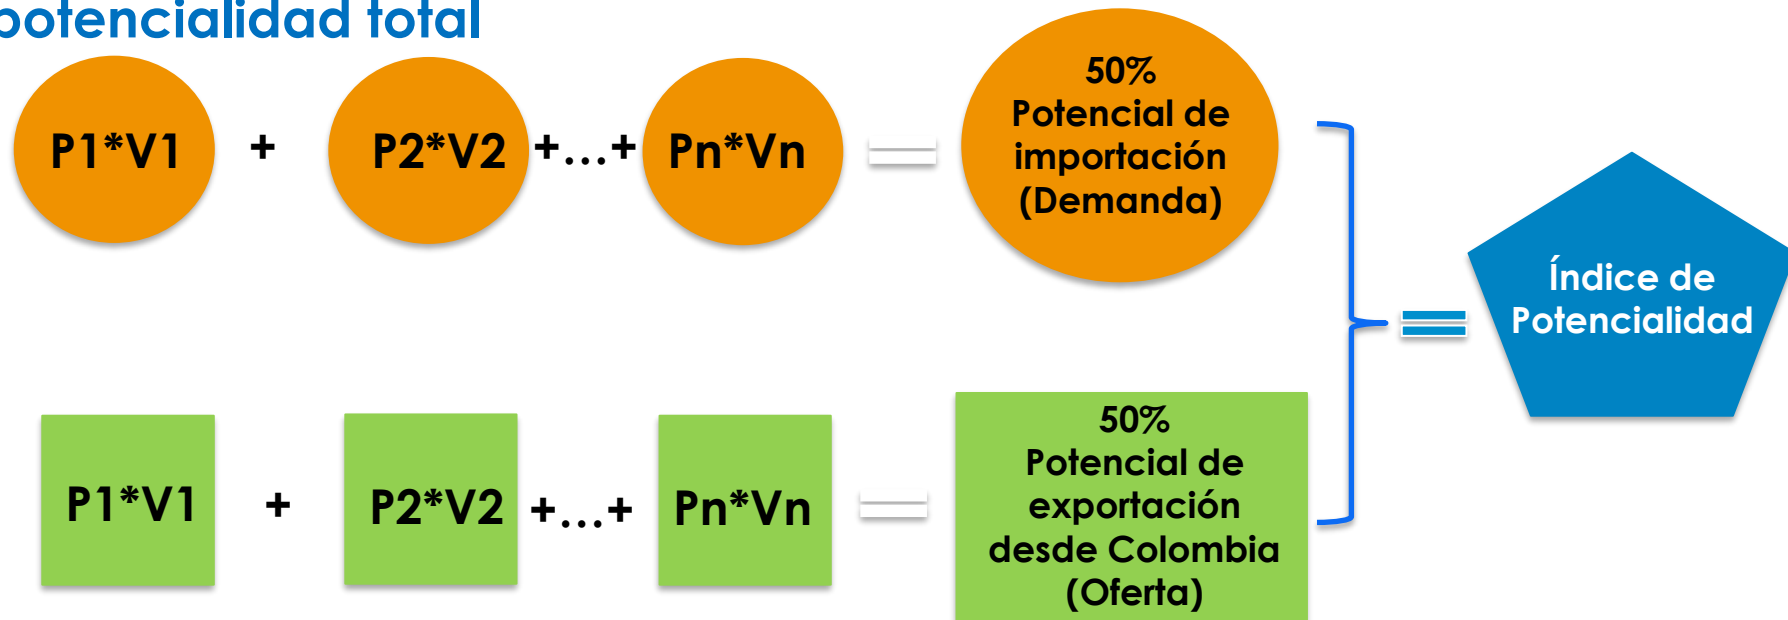 potencialidad total
P1*V1 + P2*V2 +...+ Pn*Vn =
50%
Potencial de
importación
(Demanda)
= Índice de
Potencialidad
P1*V1 + P2*V2 +...+ Pn*Vn =
50%
Potencial de
exportación
desde Colombia
(Oferta)